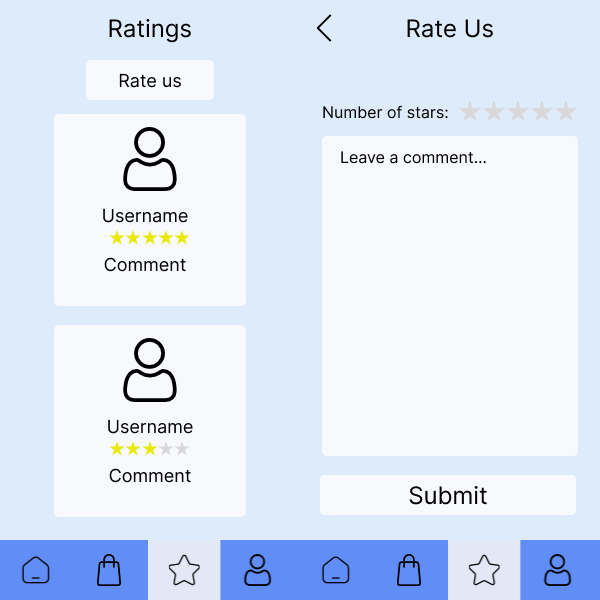 Ratings
Rate us
Username
Comment
Username
Comment
Rate Us
Number of stars:
Leave a comment...
Submit